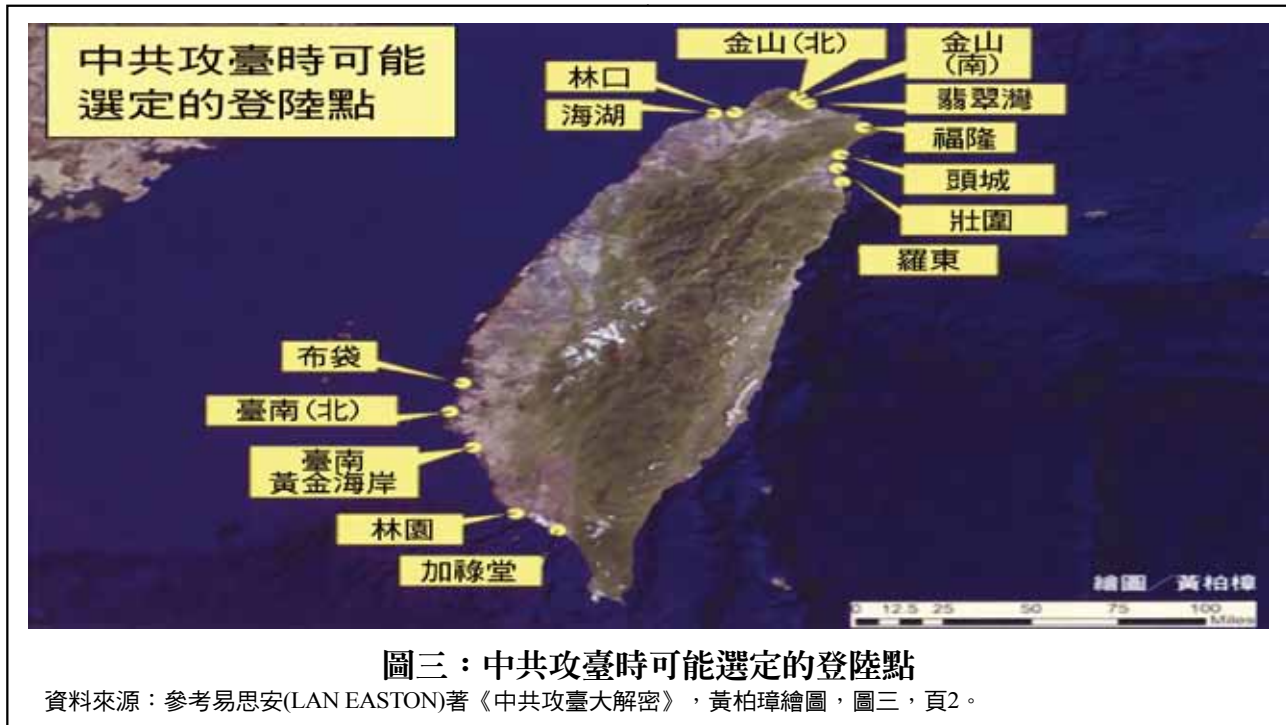 中共攻臺時可能
選定的登陸點
金山(北)
金山
(南)
林口
海湖
翡翠灣
福隆
頭城
壯圍
羅東
布袋
臺南(北)
臺南
黃金海岸
林園
加祿堂
繪圖／黃柏樟
0 12.5 25 50 75 100
Miles
圖三：中共攻臺時可能選定的登陸點
資料來源：參考易思安(LAN EASTON)著《中共攻臺大解密》，黃柏璋繪圖，圖三，頁2。